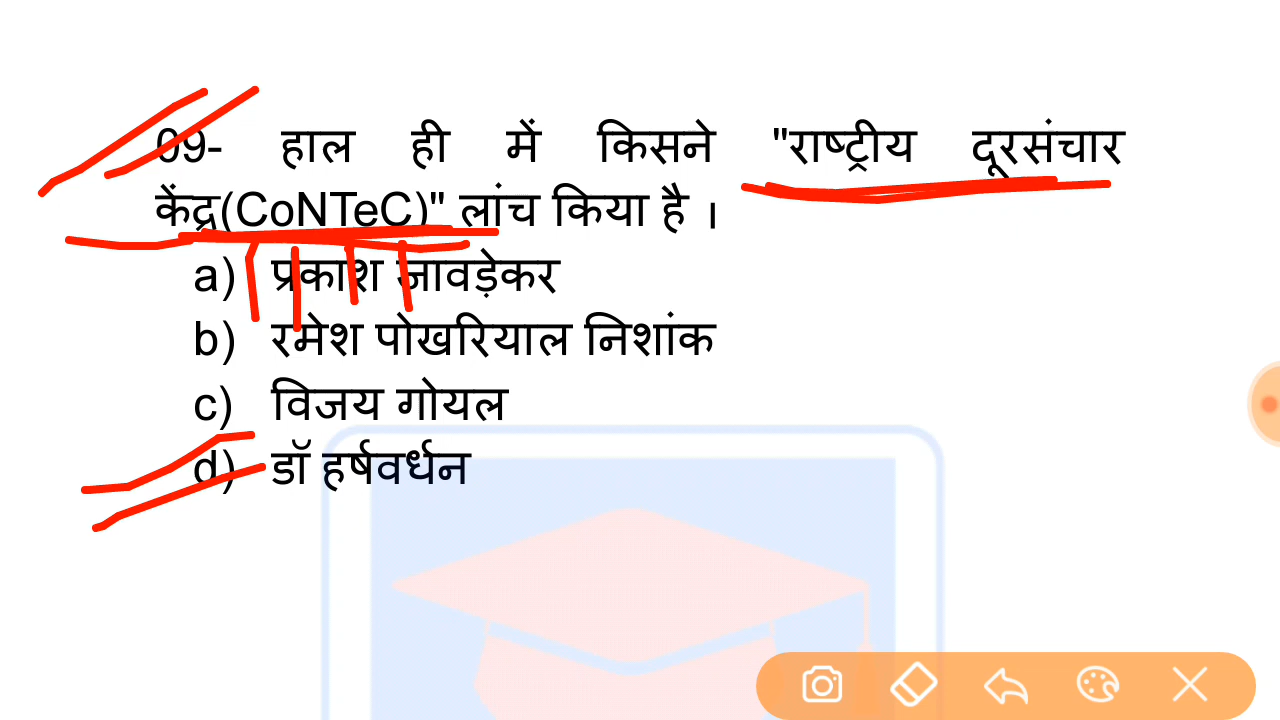 09- हाल ही में किसने "राष्ट्रीय दूरसंचार
केंद्र(CoNTeC)" लांच किया है ।
a) प्रकाश जावड़ेकर
b) रमेश पोखरियाल निशांक
c) विजय गोयल
d) डॉ हर्षवर्धन